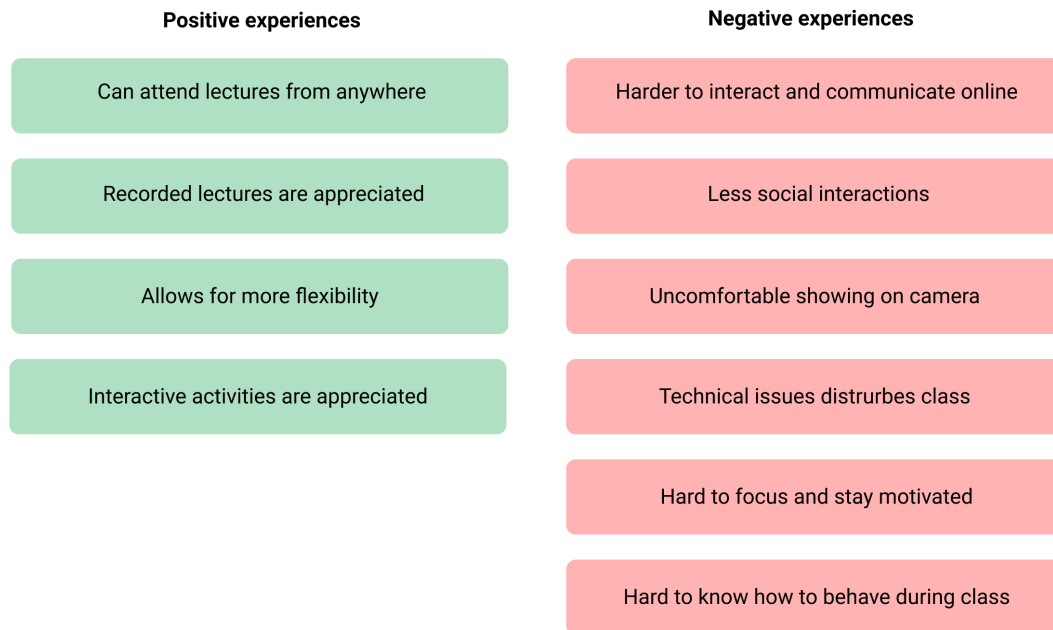 Positive experiences
Can attend lectures from anywhere
Recorded lectures are appreciated
Allows for more flexibility
Interactive activities are appreciated
Negative experiences
Harder to interact and communicate online
Less social interactions
Uncomfortable showing on camera
Technical issues distrurbes class
Hard to focus and stay motivated
Hard to know how to behave during class